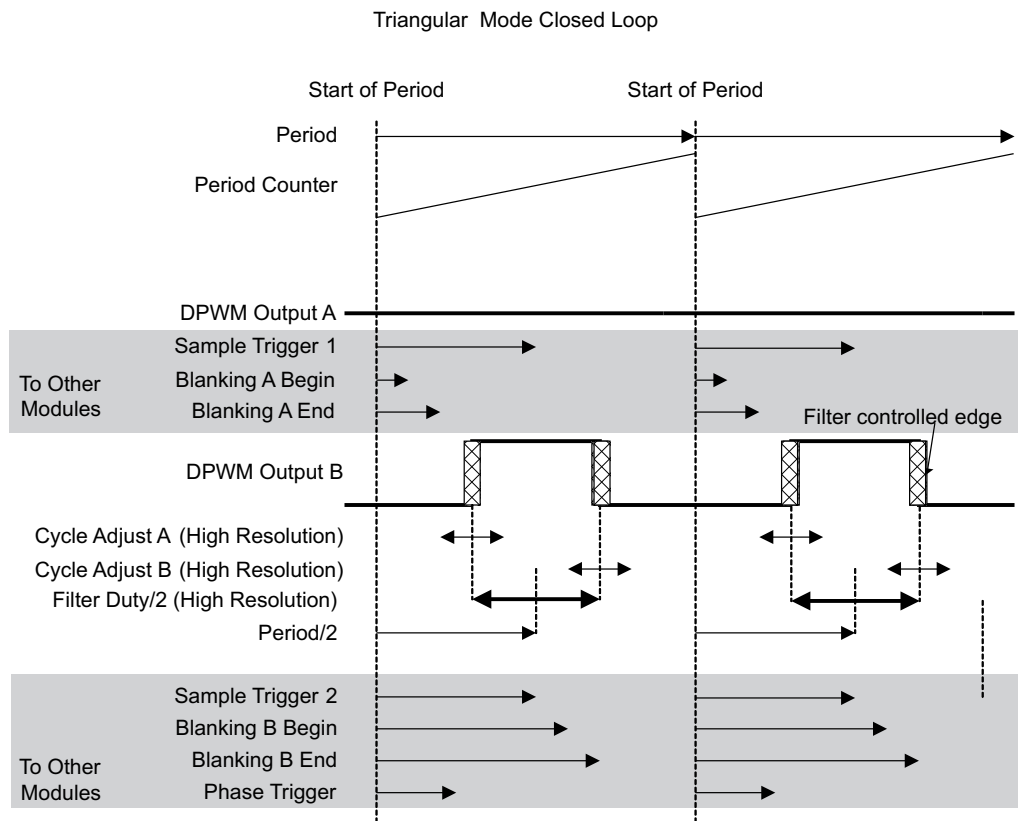 Triangular Mode Closed Loop
Start of Period
Start of Period
Period
Period Counter
DPWM Output A
Sample Trigger 1
To Other
Modules
Blanking A Begin
Blanking A End
Filter controlled edge
DPWM Output B
Cycle Adjust A (High Resolution)
Cycle Adjust B (High Resolution)
Filter Duty/2 (High Resolution)
Period/2
Sample Trigger 2
Blanking B Begin
Blanking B End
To Other
Modules
Phase Trigger